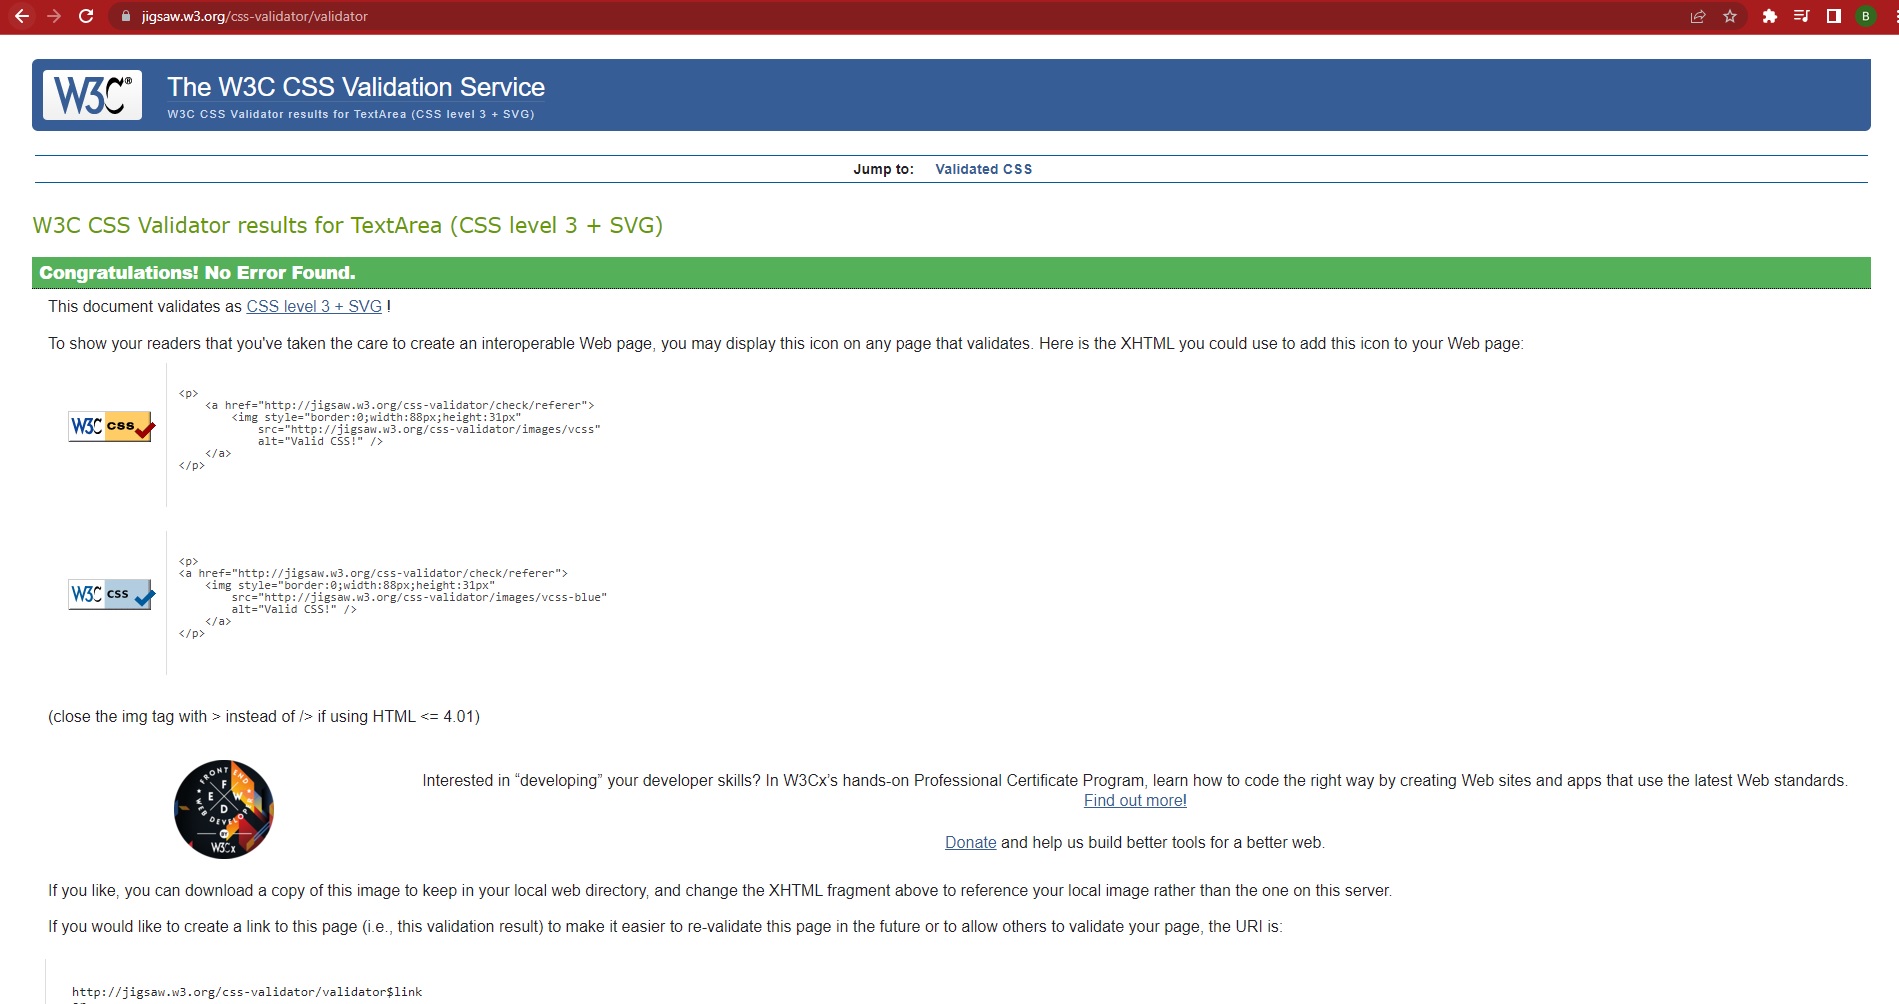 jigsaw.w3.org/css-validator/validator
B
W3C®
The W3C CSS Validation Service
W3C CSS Validator results for TextArea (CSS level 3 + SVG)
Jump to: Validated CSS
W3C CSS Validator results for TextArea (CSS level 3 + SVG)
Congratulations! No Error Found.
This document validates as CSS level 3 + SVG !
To show your readers that you've taken the care to create an interoperable Web page, you may display this icon on any page that validates. Here is the XHTML you could use to add this icon to your Web page:
W3C css
<p>
<a href="http://jigsaw.w3.org/css-validator/check/referer">
<img style="border:0;width:88px;height:31px"
src="http://jigsaw.w3.org/css-validator/images/vcss"
alt="Valid CSS!" />
</a>
</p>
W3C css
<p>
<a href="http://jigsaw.w3.org/css-validator/check/referer">
<img style="border:0;width:88px;height:31px"
src="http://jigsaw.w3.org/css-validator/images/vcss-blue"
alt="Valid CSS!" />
</a>
</p>
(close the img tag with > instead of /> if using HTML <= 4.01)
FRONT END
F
E W
D
WEB DEVELOPER
BY
W3Cx
Interested in “developing” your developer skills? In W3Cx’s hands-on Professional Certificate Program, learn how to code the right way by creating Web sites and apps that use the latest Web standards.
Find out more!
Donate and help us build better tools for a better web.
If you like, you can download a copy of this image to keep in your local web directory, and change the XHTML fragment above to reference your local image rather than the one on this server.
If you would like to create a link to this page (i.e., this validation result) to make it easier to re-validate this page in the future or to allow others to validate your page, the URI is:
http://jigsaw.w3.org/css-validator/validator$link